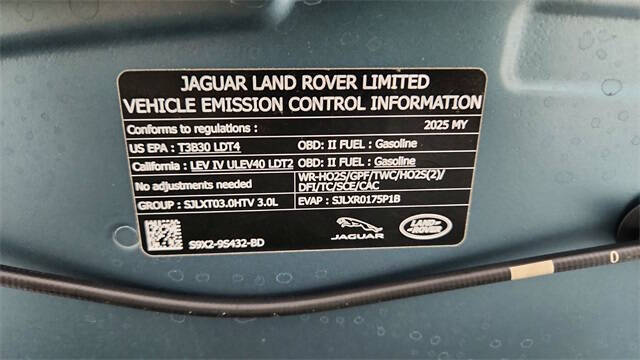 JAGUAR LAND ROVER LIMITED
VEHICLE EMISSION CONTROL INFORMATION
Conforms to regulations : 2025 MY
US EPA : T3B30 LDT4 OBD: II FUEL : Gasoline
California : LEV IV ULEV40 LDT2 OBD: II FUEL : Gasoline
No adjustments needed
WR-HO2S/GPF/TWC/HO2S(2)/
DFI/TC/SCE/CAC
GROUP : SJLXT03.0HTV 3.0L EVAP : SJLXR0175P1B
S9X2-9S432-BD
JAGUAR
LAND-
ROVER
0